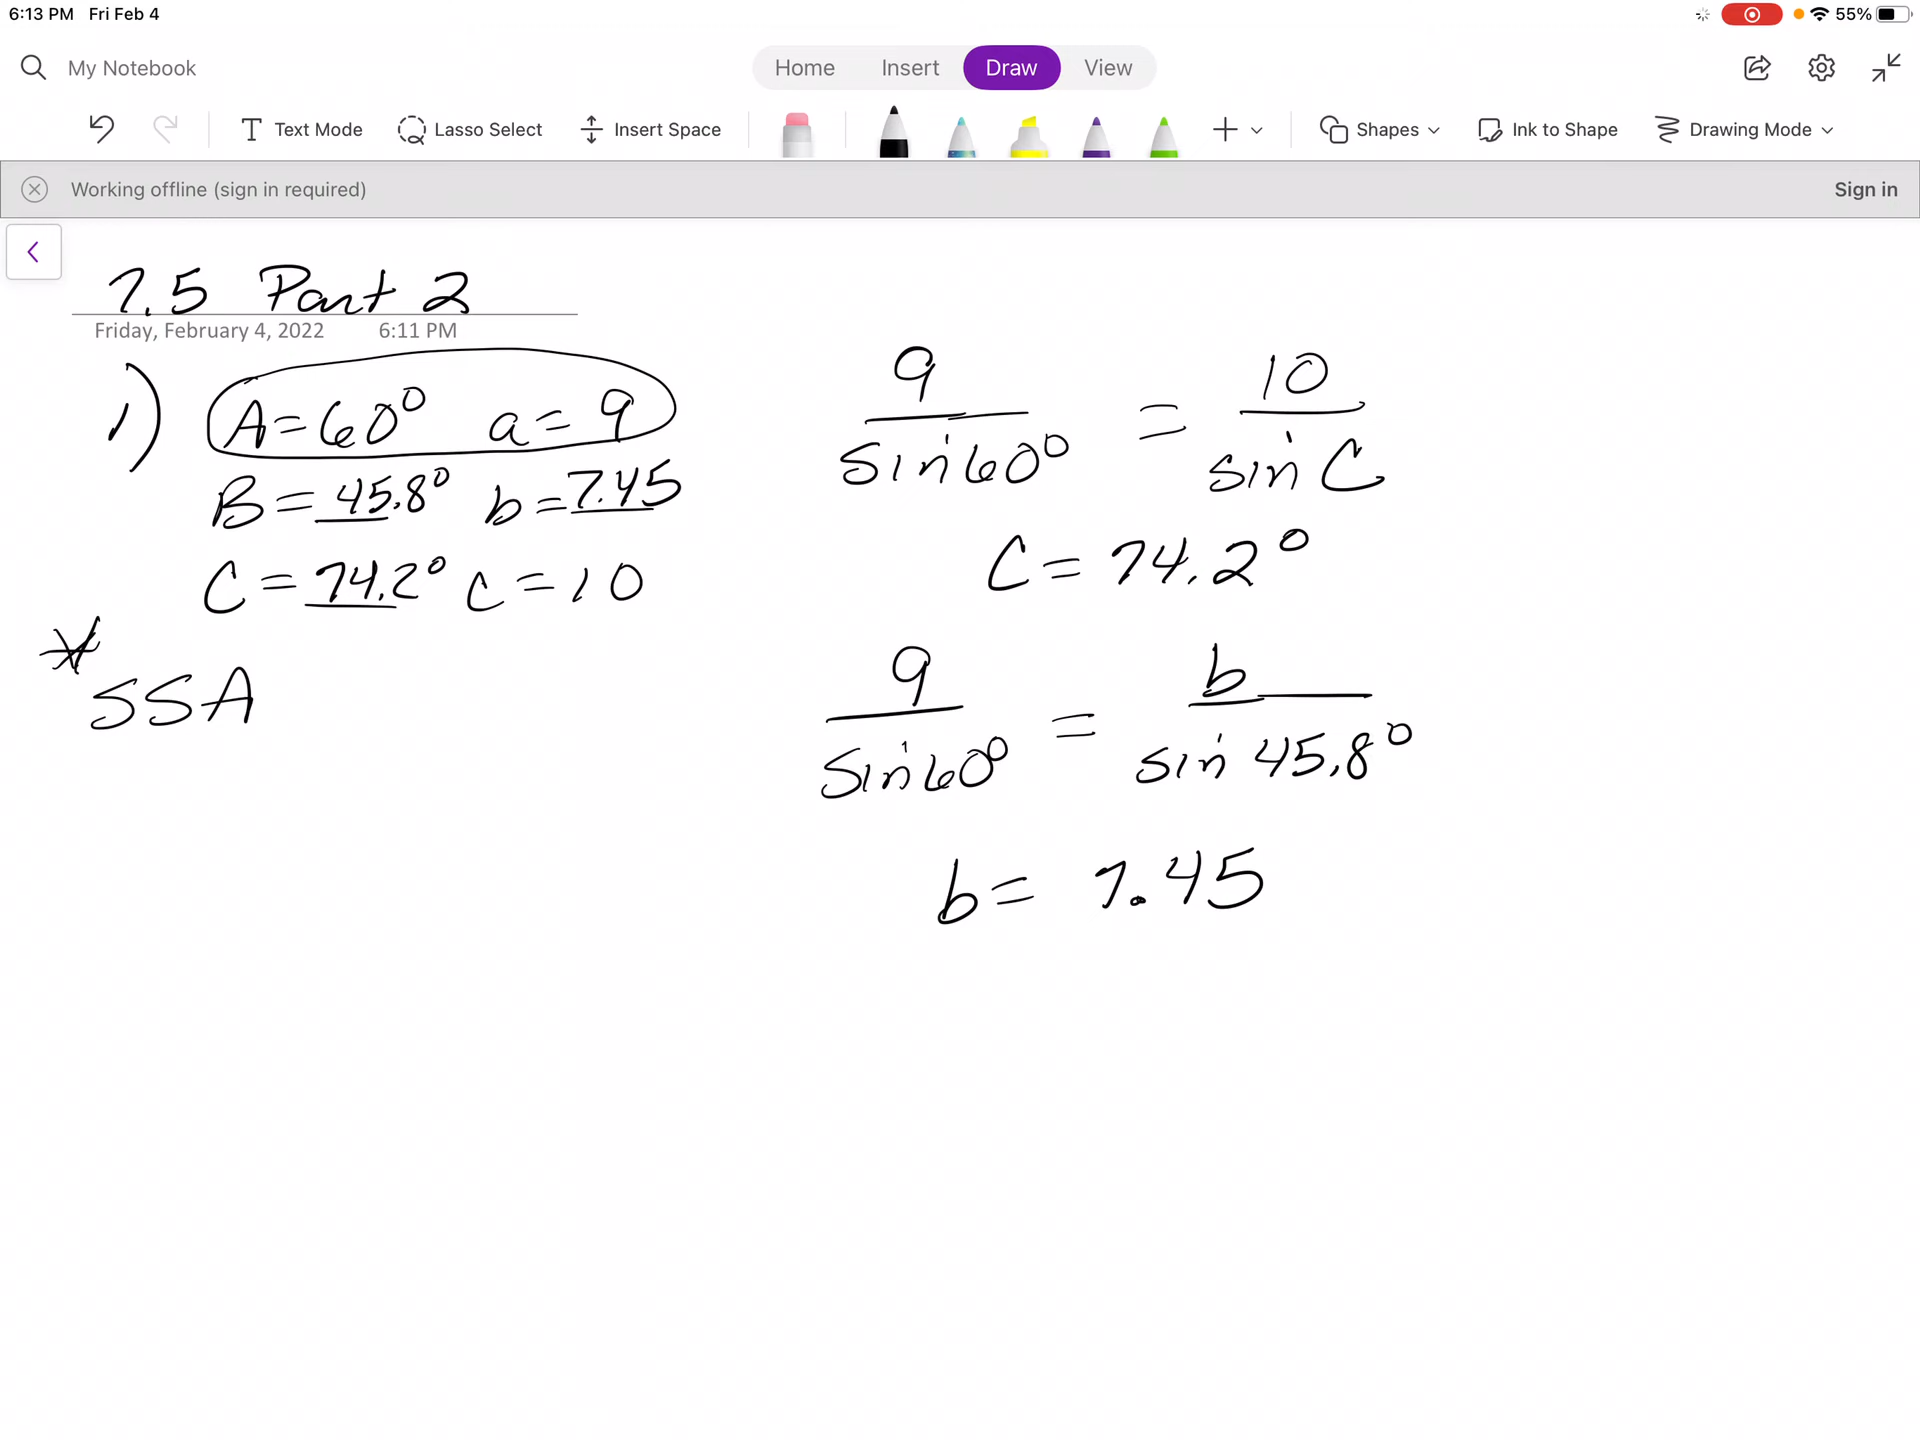 6:13 PM Fri Feb 4 55%
My Notebook Home Insert Draw View
Text Mode Lasso Select Insert Space Shapes Ink to Shape Drawing Mode
Working offline (sign in required) Sign in
7.5 Part 2
Friday, February 4, 2022 6:11 PM
1) A=60° a=9
B=45.8° b=7.45
C=74.2° c=10
* SSA
9/sin60° = 10/sin C
C=74.2°
9/sin60° = b/sin 45.8°
b= 7.45